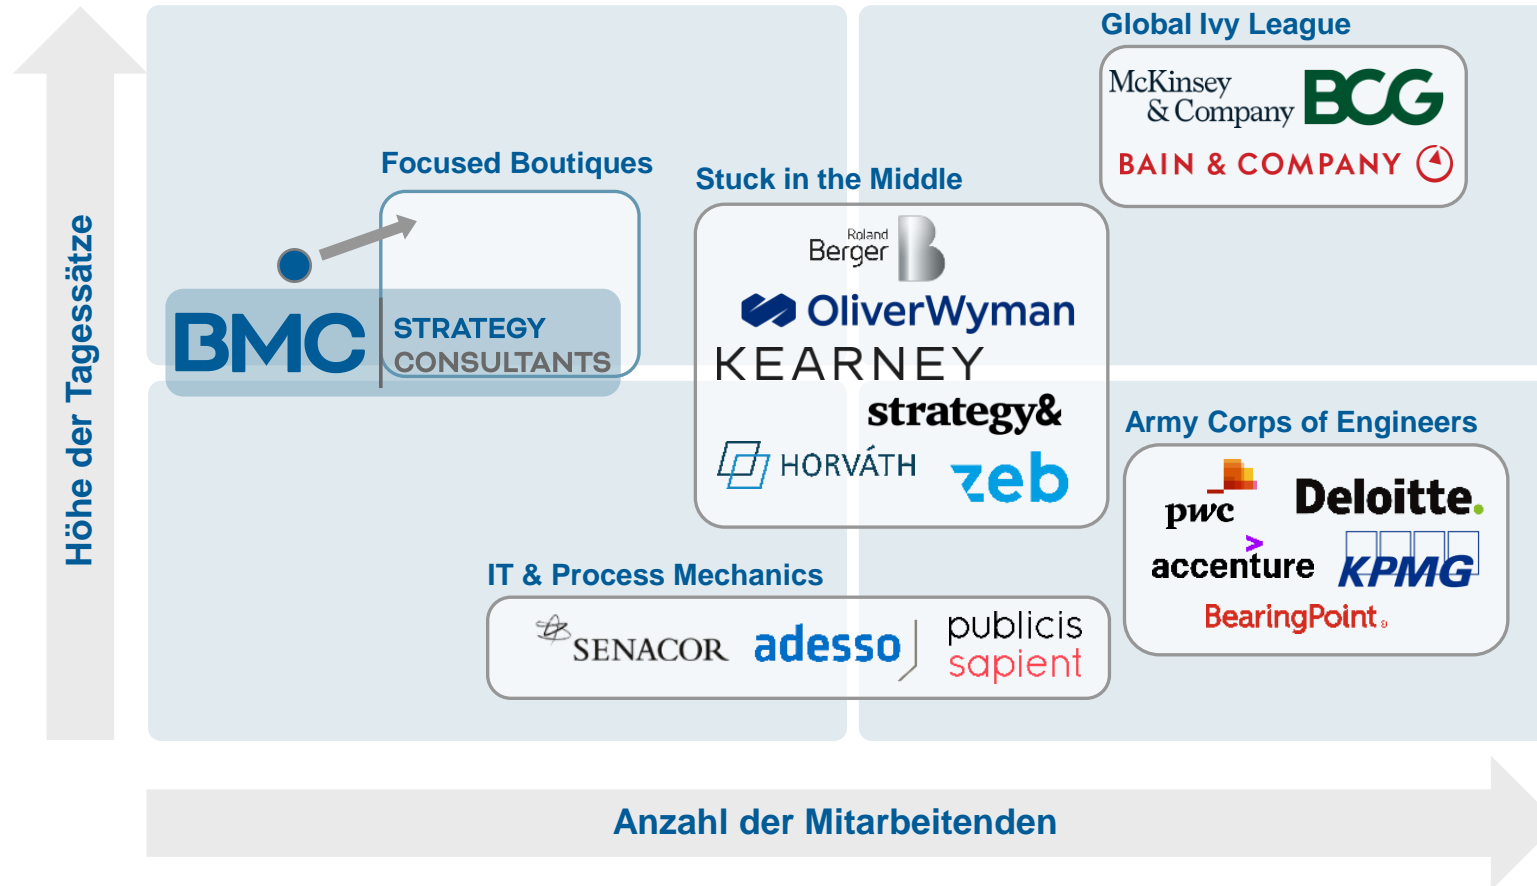 Höhe der Tagessätze
Global Ivy League
McKinsey
& Company
BCG
BAIN & COMPANY
Focused Boutiques
BMC
STRATEGY
CONSULTANTS
Stuck in the Middle
Roland
Berger
B
OliverWyman
KEARNEY
strategy&
HORVÁTH
zeb
Army Corps of Engineers
pwc
Deloitte.
accenture
KPMG
BearingPoint®
IT & Process Mechanics
SENACOR
adesso
publicis
sapient
Anzahl der Mitarbeitenden